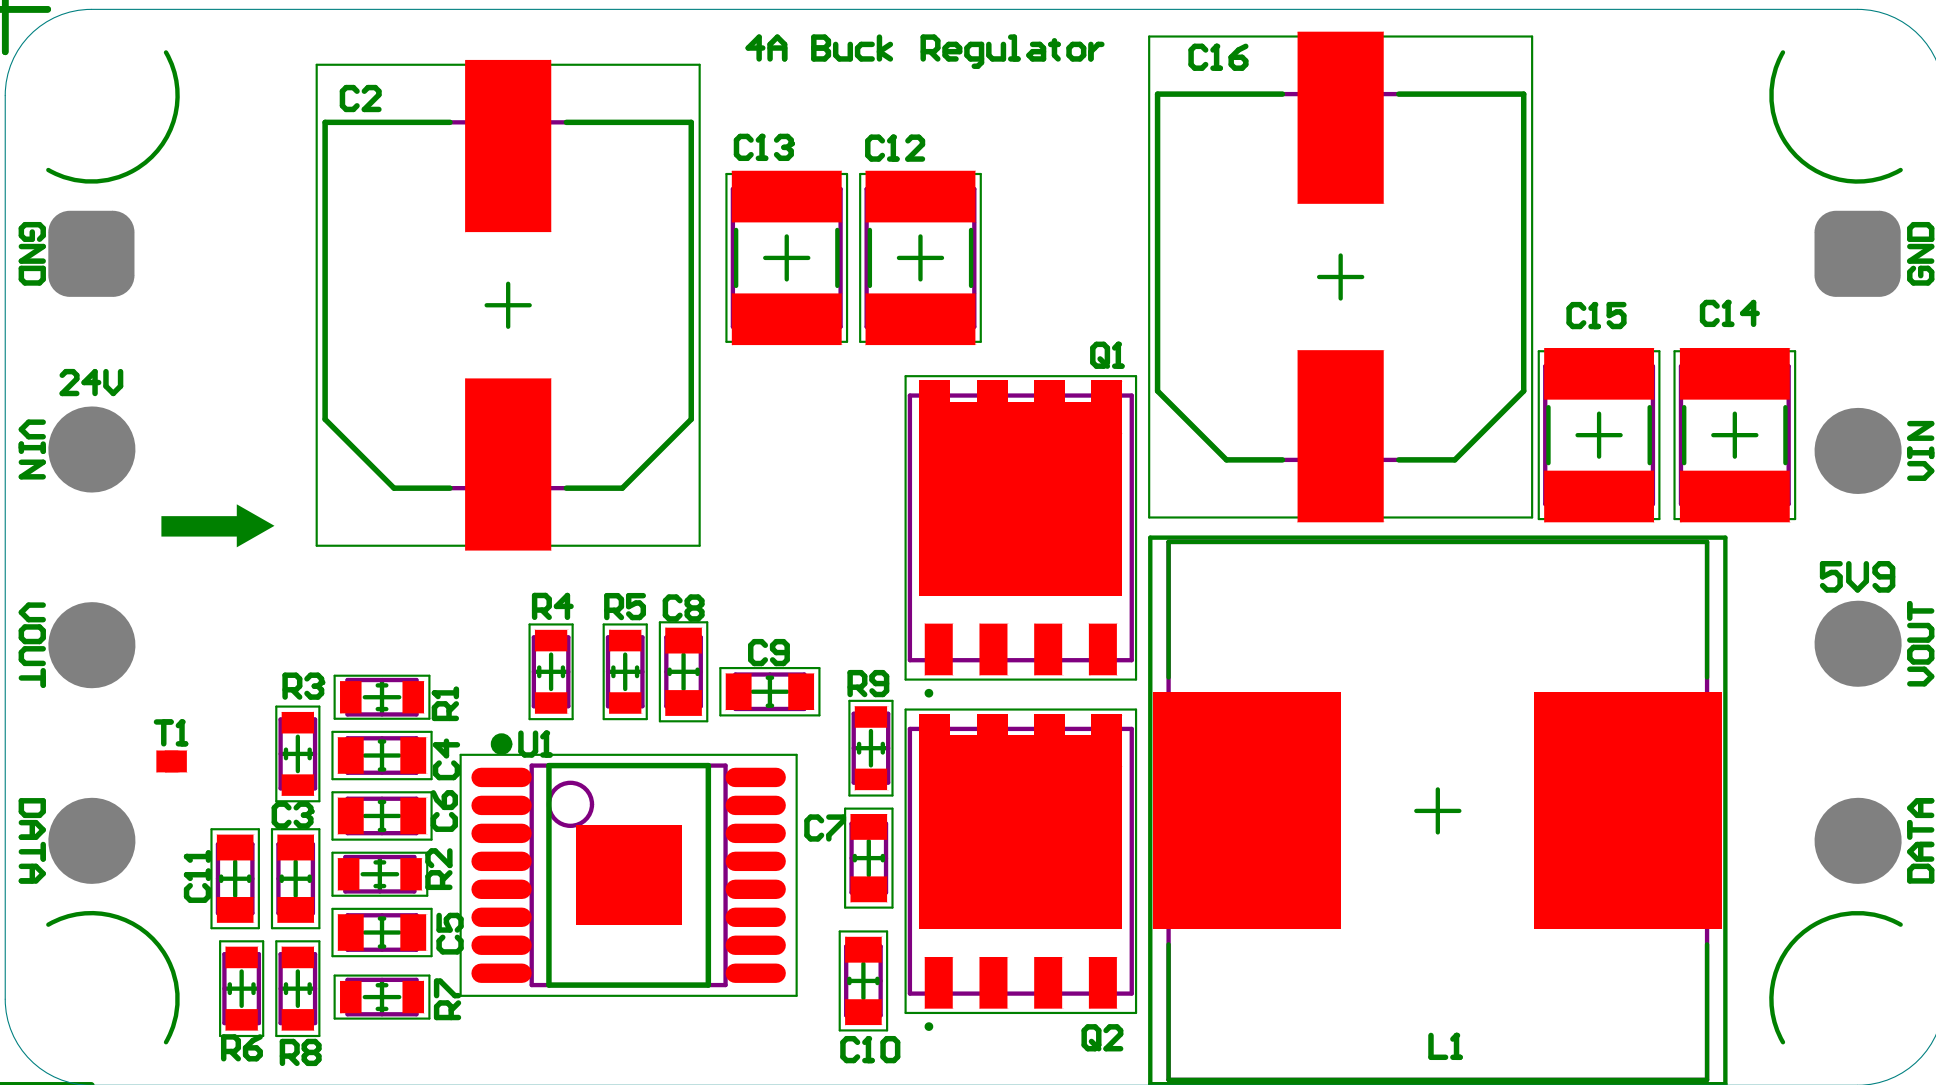 4A Buck Regulator
C16
C2
C13
C12
GND
GND
C15
C14
Q1
24V
VIN
VIN
5V9
R4
R5
C8
VOUT
VOUT
C9
R3
R1
R9
T1
U1
C4
C6
C3
C7
DATA
DATA
C11
R2
C5
R7
R6
R8
C10
Q2
L1